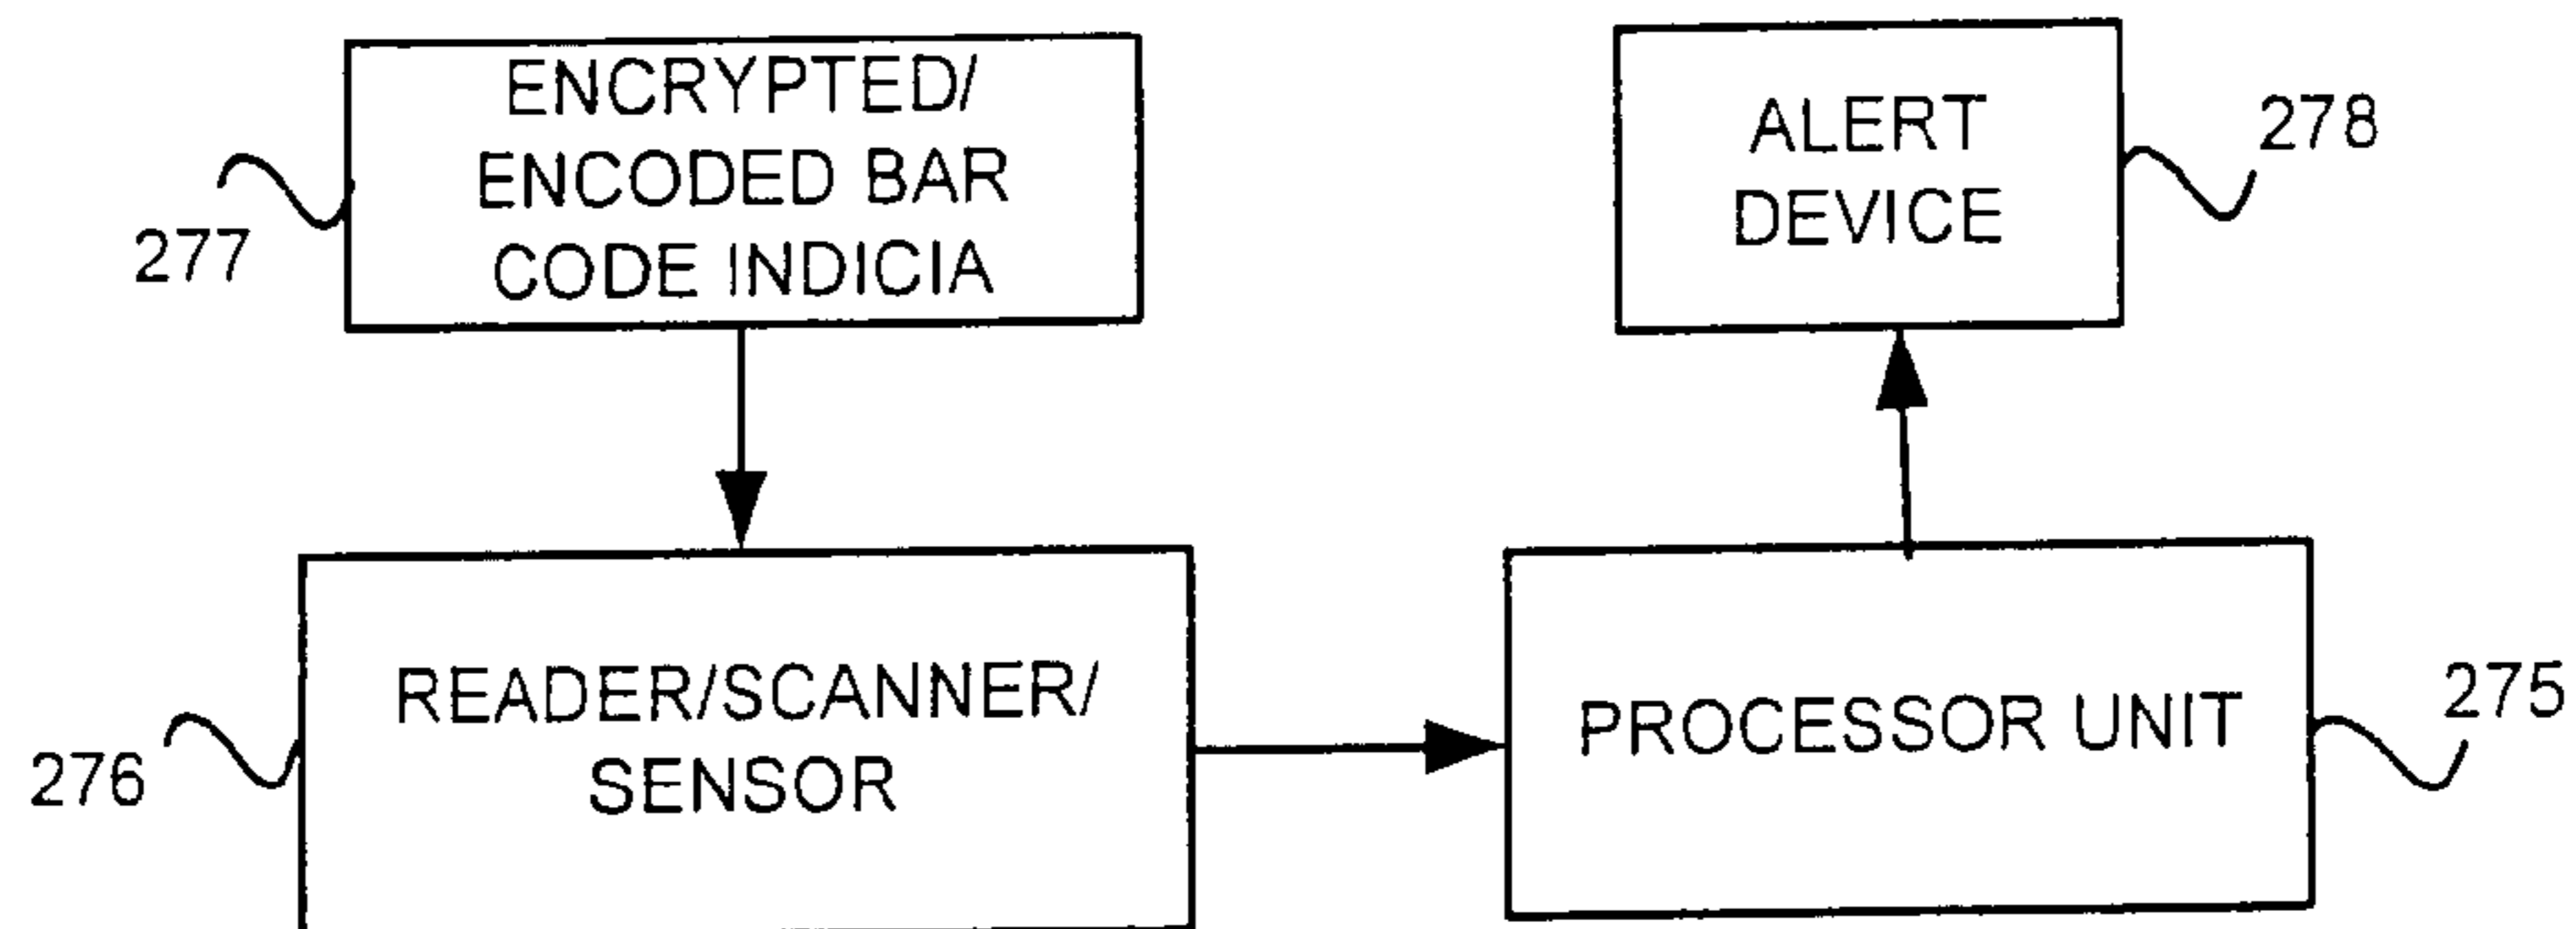 ENCRYPTED/
ENCODED BAR
CODE INDICIA
277
ALERT
DEVICE
278
READER/SCANNER/
SENSOR
276
PROCESSOR UNIT
275